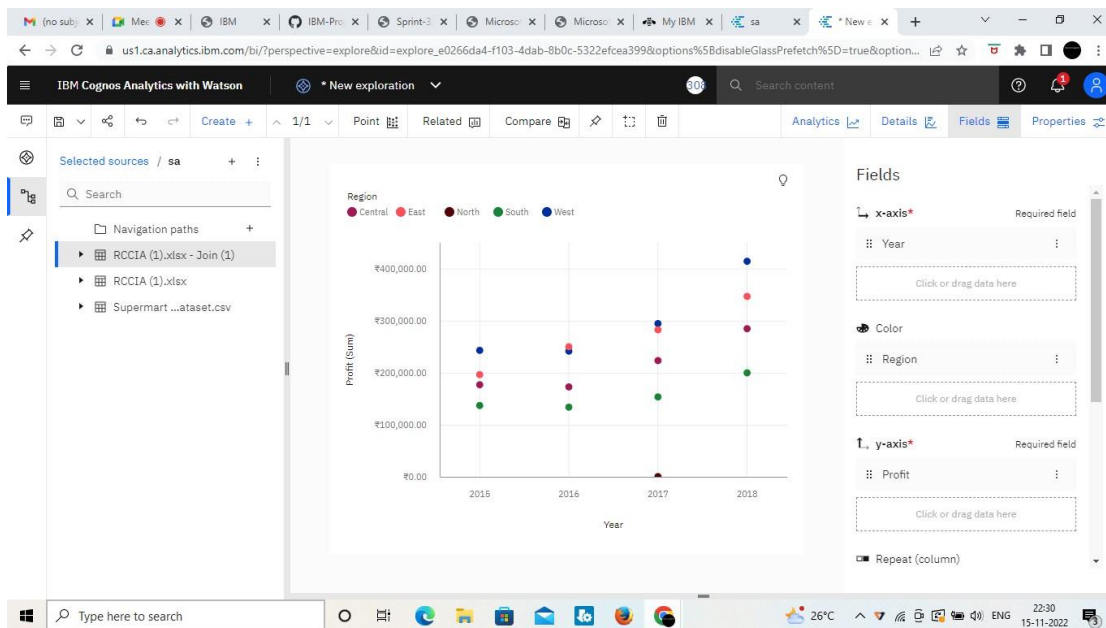 (no subj
Mee
IBM
IBM-Pro
Sprint-3
Microsof
Microsof
My IBM
sa
* New e
us1.ca.analytics.ibm.com/bi/?perspective=explore&id=explore_e0266da4-f103-4dab-8b0c-5322efcea399&options%5BdisableGlassPrefetch%5D=true&option...
IBM Cognos Analytics with Watson
* New exploration
308
Search content
1
Create +
1/1
Point
Related
Compare
Analytics
Details
Fields
Properties
Selected sources / sa
Search
Navigation paths
RCCIA (1).xlsx - Join (1)
RCCIA (1).xlsx
Supermart ...ataset.csv
Region
Central East North South West
₹400,000.00
₹300,000.00
₹200,000.00
₹100,000.00
₹0.00
Profit (Sum)
2015 2016 2017 2018
Year
Fields
x-axis* Required field
Year
Click or drag data here
Color
Region
Click or drag data here
y-axis* Required field
Profit
Click or drag data here
Repeat (column)
Type here to search
26°C
ENG
22:30
15-11-2022
3